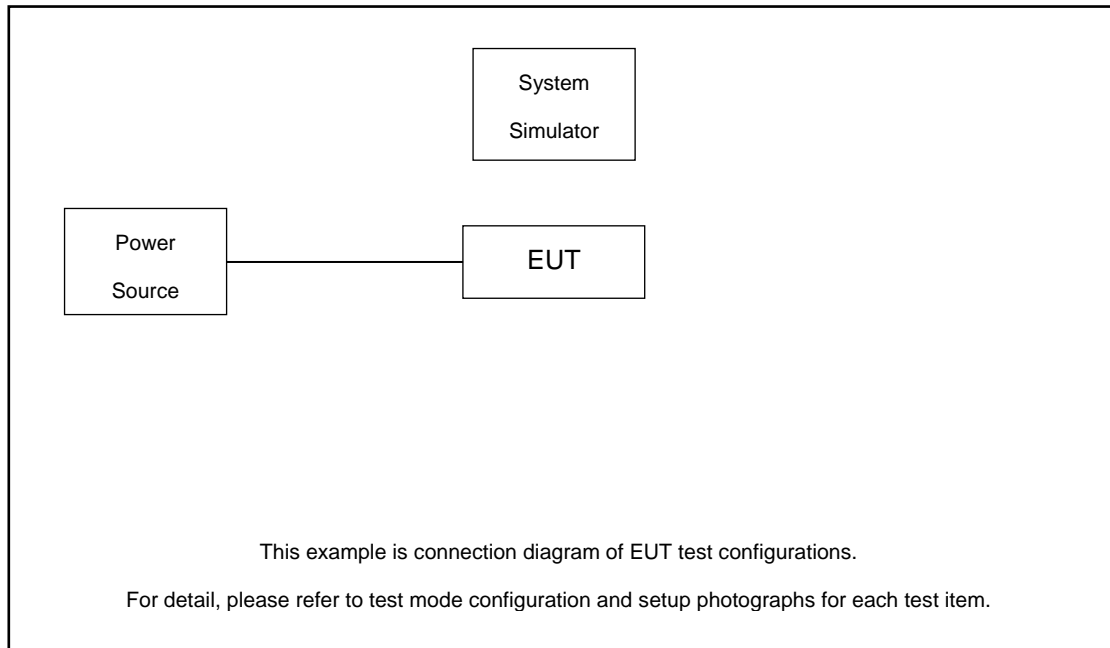 System
Simulator
Power
Source
EUT
This example is connection diagram of EUT test configurations.
For detail, please refer to test mode configuration and setup photographs for each test item.